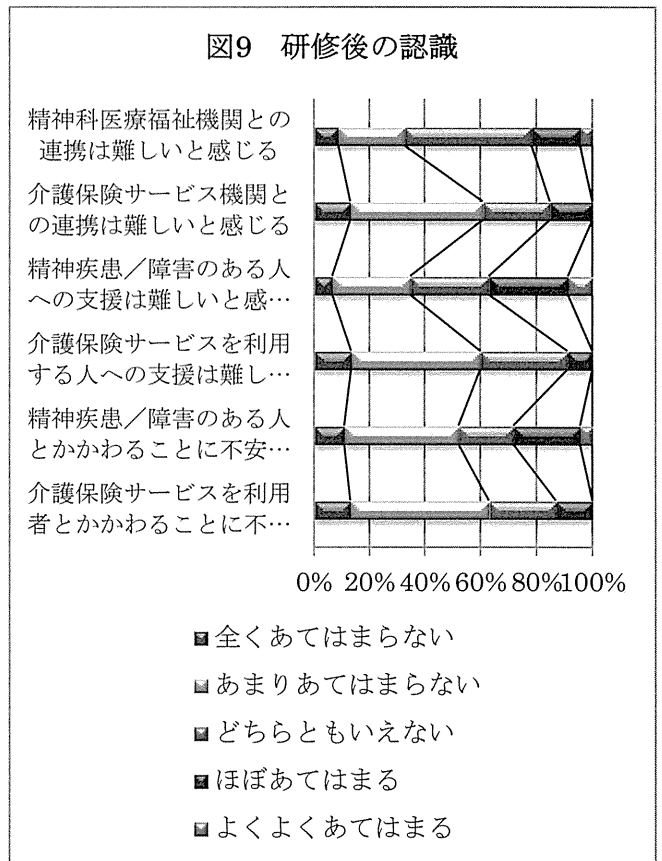 図9　研修後の認識
精神科医療福祉機関との
連携は難しいと感じる
介護保険サービス機関と
の連携は難しいと感じる
精神疾患／障害のある人
への支援は難しいと感…
介護保険サービスを利用
する人への支援は難し…
精神疾患／障害のある人
とかかわることに不安…
介護保険サービスを利用
者とかかわることに不…
0% 20% 40% 60% 80% 100%
全くあてはまらない
あまりあてはまらない
どちらともいえない
ほぼあてはまる
よくよくあてはまる